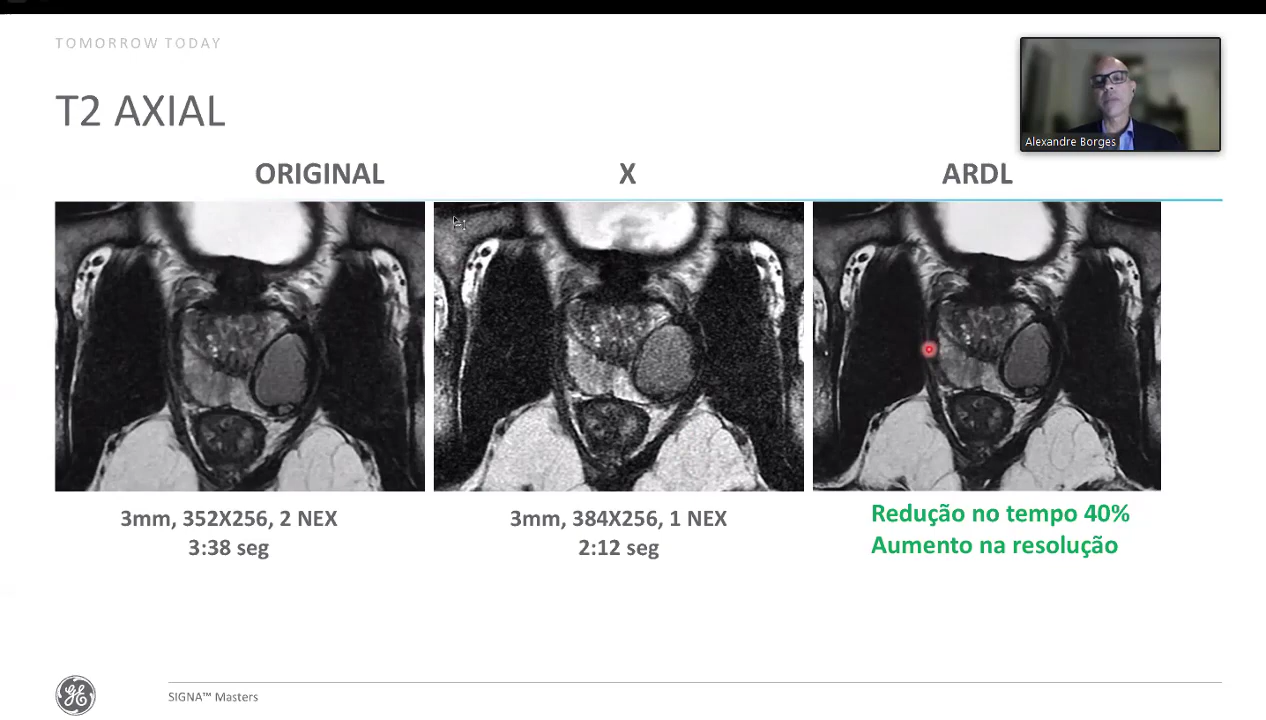 TOMORROW TODAY
T2 AXIAL
Alexandre Borges
ORIGINAL X ARDL
3mm, 352X256, 2 NEX
3:38 seg
3mm, 384X256, 1 NEX
2:12 seg
Redução no tempo 40%
Aumento na resolução
GE
SIGNA™ Masters